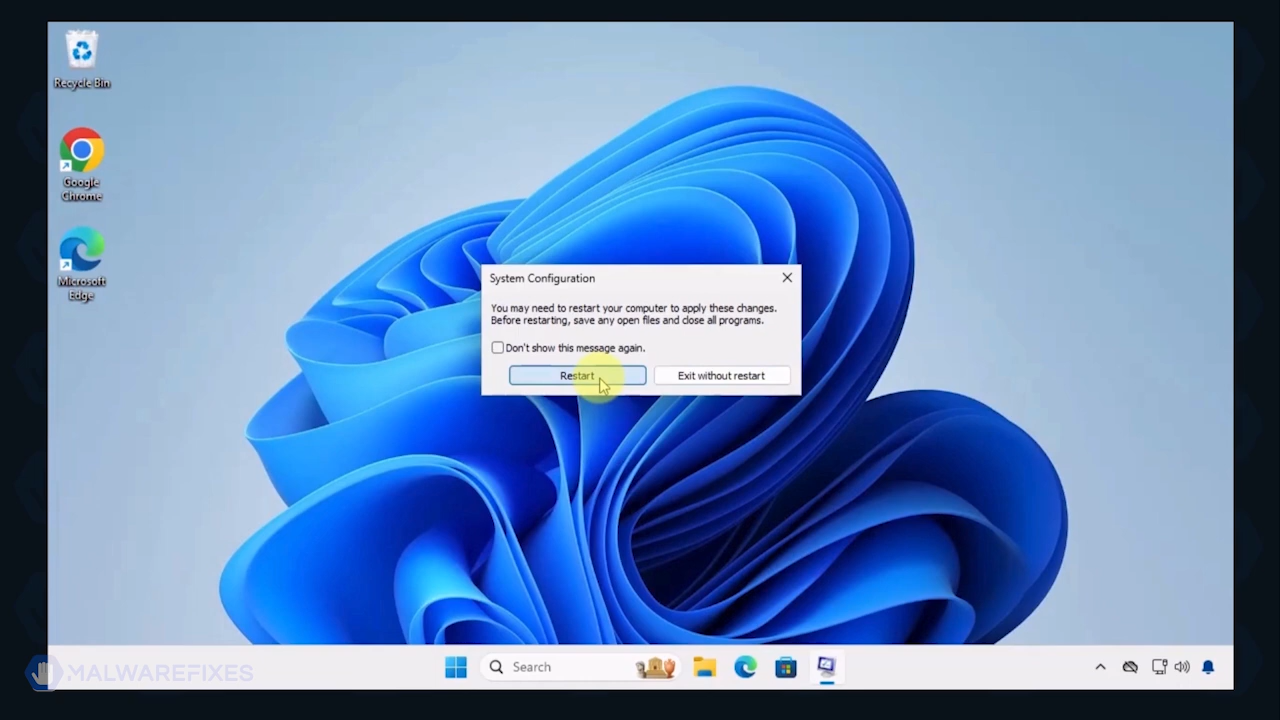 Recycle Bin
Google
Chrome
Microsoft
Edge
System Configuration
You may need to restart your computer to apply these changes.
Before restarting, save any open files and close all programs.
Don't show this message again.
Restart
Exit without restart
Search
MALWAREFIXES